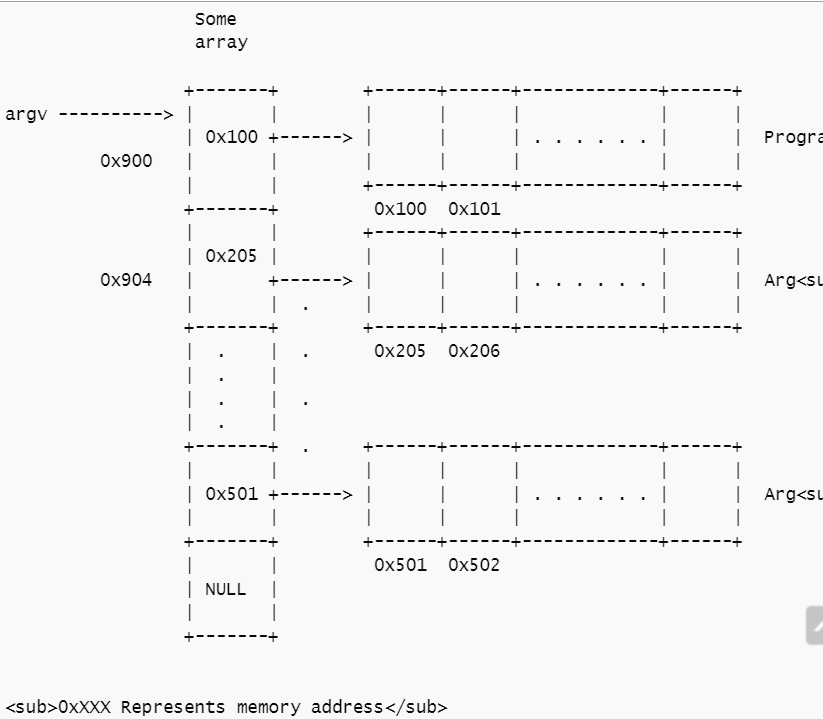 Some
array
argv ---------->
0x100 +------>
. . . . . .
Progra
0x900
0x100 0x101
0x205
0x904
+------>
. . . . . .
Arg<su
0x205 0x206
0x501 +------>
. . . . . .
Arg<su
0x501 0x502
NULL
<sub>0xXXX Represents memory address</sub>